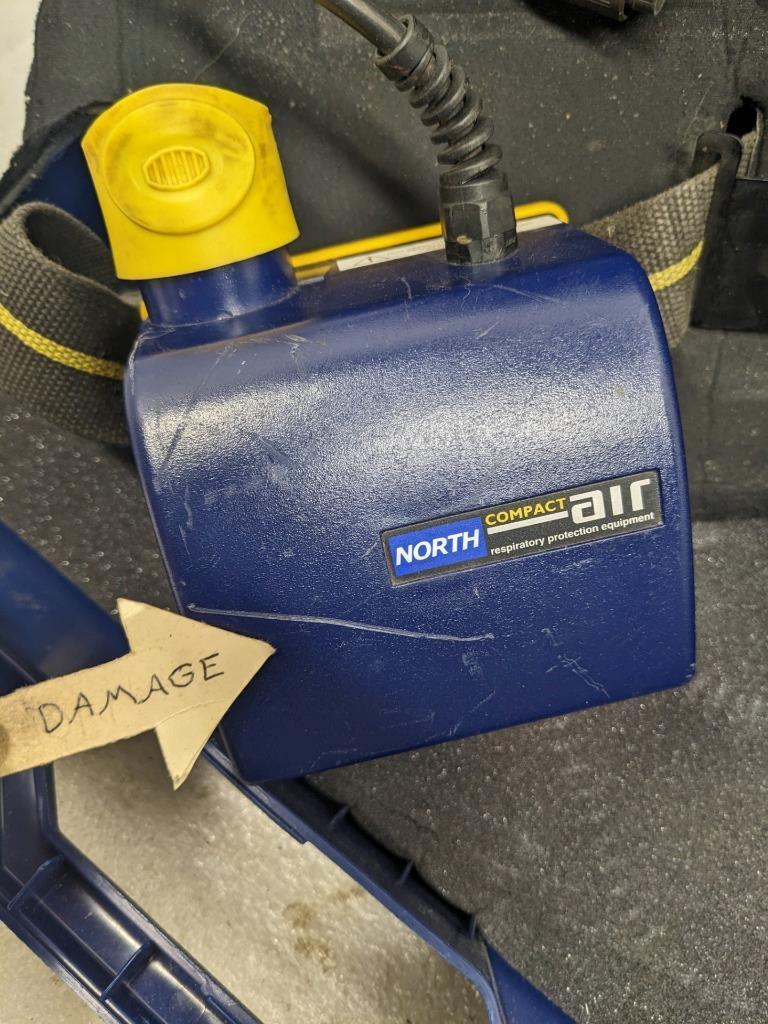 COMPACT air
NORTH
respiratory protection equipment
DAMAGE